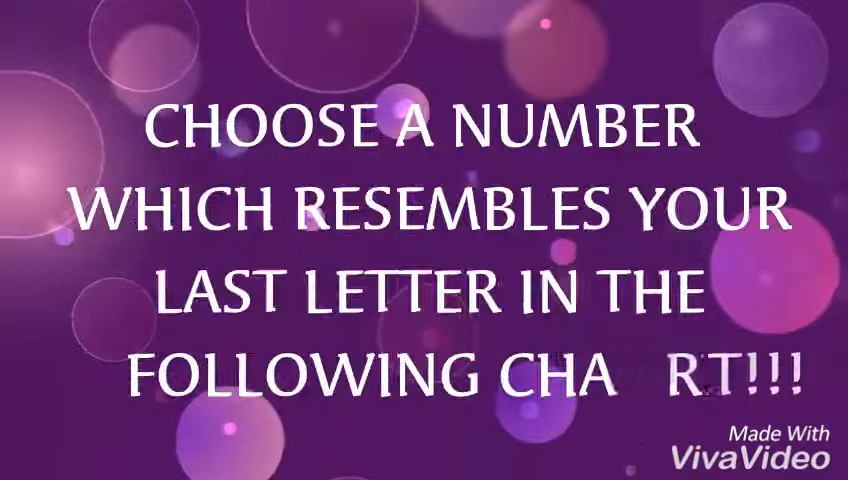 CHOOSE A NUMBER
WHICH RESEMBLES YOUR
LAST LETTER IN THE
FOLLOWING CHA RT!!!
Made With
VivaVideo